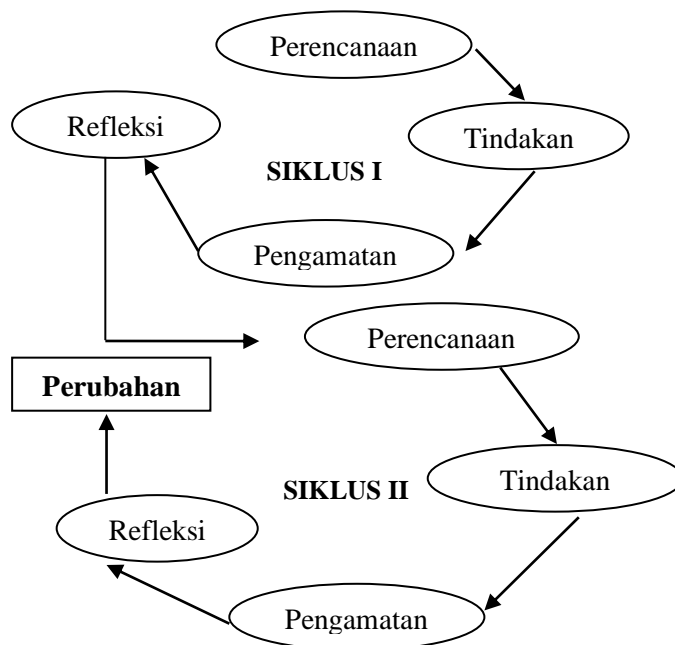 Perencanaan
Refleksi
Tindakan
SIKLUS I
Pengamatan
Perencanaan
Perubahan
Tindakan
SIKLUS II
Refleksi
Pengamatan